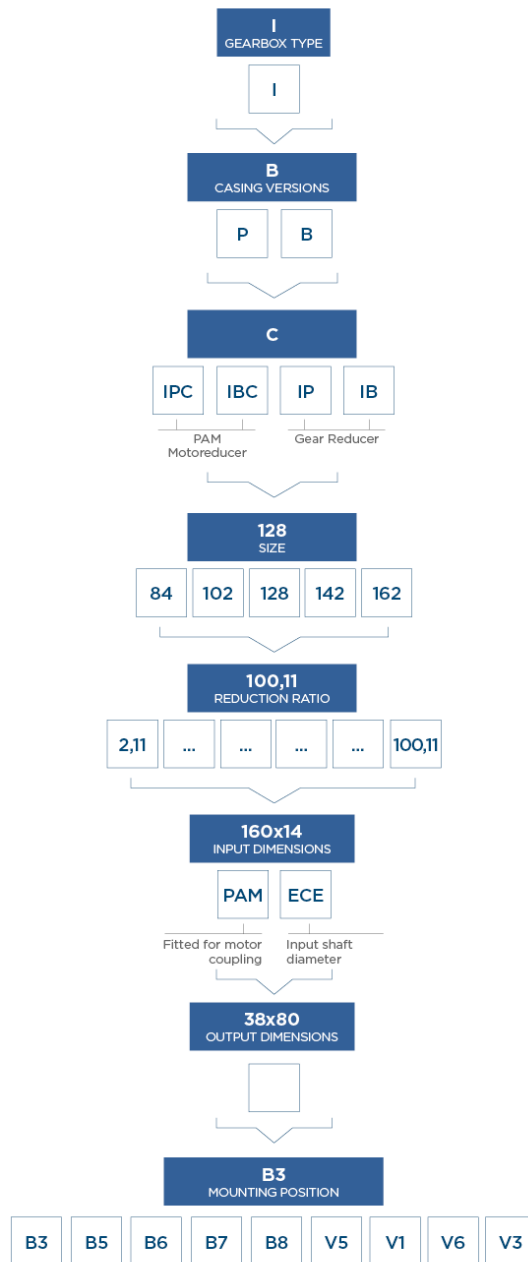 I
GEARBOX TYPE
I
B
CASING VERSIONS
P B
C
IPC IBC IP IB
PAM
Motoreducer
Gear Reducer
128
SIZE
84 102 128 142 162
100,11
REDUCTION RATIO
2,11 ... ... ... ... 100,11
160x14
INPUT DIMENSIONS
PAM ECE
Fitted for motor
coupling
Input shaft
diameter
38x80
OUTPUT DIMENSIONS
B3
MOUNTING POSITION
B3 B5 B6 B7 B8 V5 V1 V6 V3